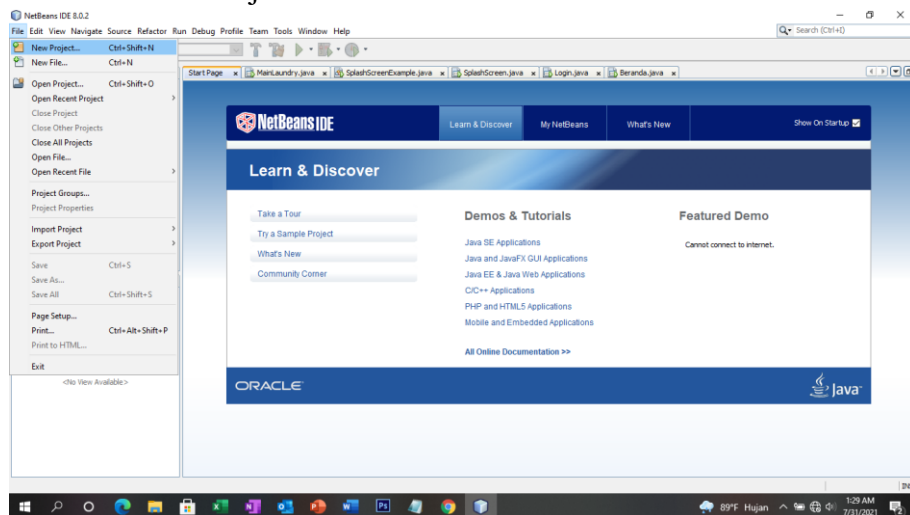 NetBeans IDE 8.0.2
File Edit View Navigate Source Refactor Run Debug Profile Team Tools Window Help
Search (Ctrl+I)
New Project... Ctrl+Shift+N
New File... Ctrl+N
Open Project... Ctrl+Shift+O
Open Recent Project
Close Project
Close Other Projects
Close All Projects
Open File...
Open Recent File
Project Groups...
Project Properties
Import Project
Export Project
Save Ctrl+S
Save As...
Save All Ctrl+Shift+S
Page Setup...
Print... Ctrl+Alt+Shift+P
Print to HTML...
Exit
<No View Available>
Start Page MainLaundry.java SplashScreenExample.java SplashScreen.java Login.java Beranda.java
NetBeans IDE
Learn & Discover My NetBeans What's New Show On Startup
Learn & Discover
Take a Tour
Try a Sample Project
What's New
Community Corner
Demos & Tutorials
Java SE Applications
Java and JavaFX GUI Applications
Java EE & Java Web Applications
C/C++ Applications
PHP and HTML5 Applications
Mobile and Embedded Applications
All Online Documentation >>
Featured Demo
Cannot connect to internet.
ORACLE
Java
89°F Hujan
1:29 AM
7/31/2021